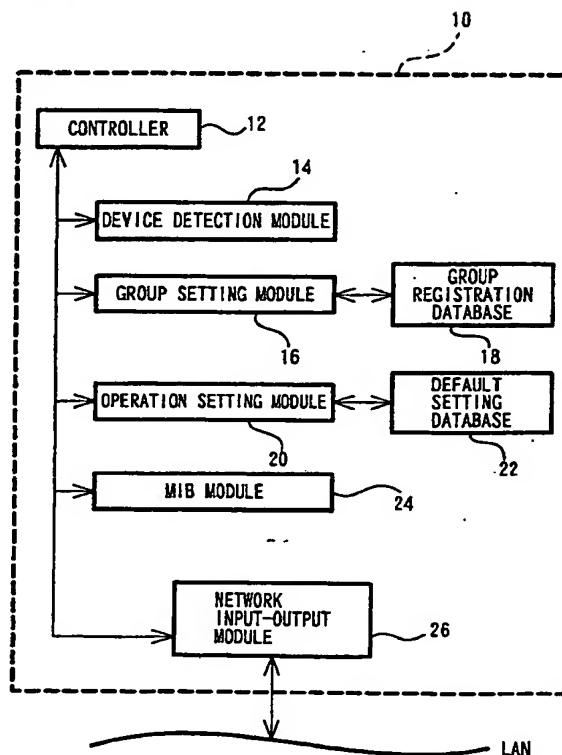 10
CONTROLLER
12
14
DEVICE DETECTION MODULE
GROUP SETTING MODULE
GROUP
REGISTRATION
DATABASE
16
18
OPERATION SETTING MODULE
DEFAULT
SETTING
DATABASE
20
22
MIB MODULE
24
NETWORK
INPUT-OUTPUT
MODULE
26
LAN